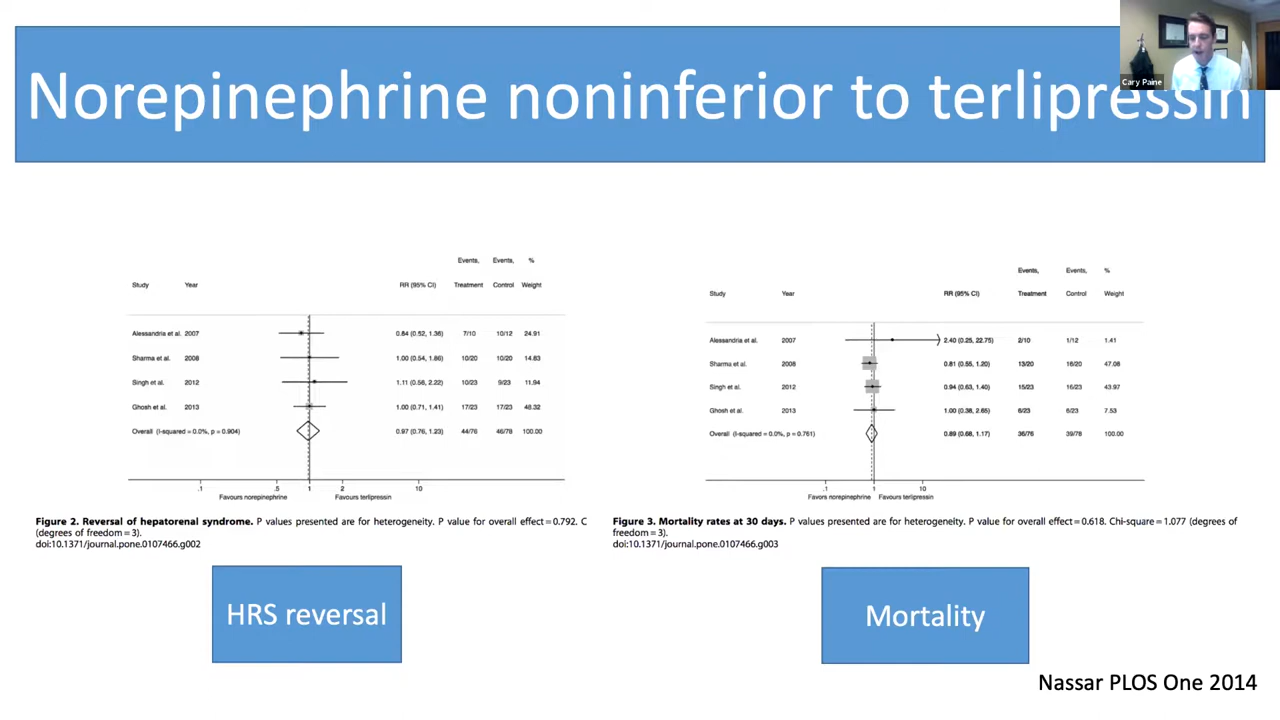 Norepinephrine noninferior to terlipressin
Cary Paine
Events, Events, %
Study Year RR (95% CI) Treatment Control Weight
Alessandria et al. 2007 0.84 (0.52, 1.36) 7/10 10/12 24.91
Sharma et al. 2008 1.00 (0.54, 1.86) 10/20 10/20 14.83
Singh et al. 2012 1.11 (0.56, 2.22) 10/23 9/23 11.94
Ghosh et al. 2013 1.00 (0.71, 1.41) 17/23 17/23 48.32
Overall (I-squared = 0.0%, p = 0.904) 0.97 (0.76, 1.23) 44/76 46/78 100.00
.1 .5 1 2 10
Favours norepinephrine Favours terlipressin
Figure 2. Reversal of hepatorenal syndrome. P values presented are for heterogeneity. P value for overall effect = 0.792. C
(degrees of freedom = 3).
doi:10.1371/journal.pone.0107466.g002
HRS reversal
Events, Events, %
Study Year RR (95% CI) Treatment Control Weight
Alessandria et al. 2007 2.40 (0.25, 22.75) 2/10 1/12 1.41
Sharma et al. 2008 0.81 (0.55, 1.20) 13/20 16/20 47.08
Singh et al. 2012 0.94 (0.63, 1.40) 15/23 16/23 43.97
Ghosh et al. 2013 1.00 (0.38, 2.65) 6/23 6/23 7.53
Overall (I-squared = 0.0%, p = 0.761) 0.89 (0.68, 1.17) 36/76 39/78 100.00
.1 1 10
Favors norepinephrine Favours terlipressin
Figure 3. Mortality rates at 30 days. P values presented are for heterogeneity. P value for overall effect = 0.618. Chi-square = 1.077 (degrees of
freedom = 3).
doi:10.1371/journal.pone.0107466.g003
Mortality
Nassar PLOS One 2014